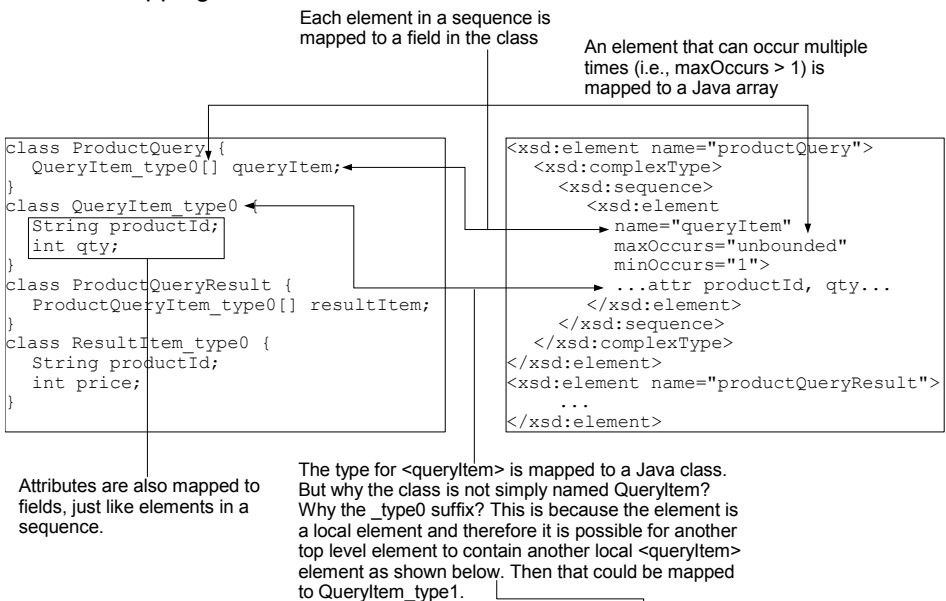 Each element in a sequence is
mapped to a field in the class
An element that can occur multiple
times (i.e., maxOccurs > 1) is
mapped to a Java array
class ProductQuery {
QueryItem_type0[] queryItem;
}
class QueryItem_type0 {
String productId;
int qty;
}
class ProductQueryResult {
ProductQueryItem_type0[] resultItem;
}
class ResultItem_type0 {
String productId;
int price;
}
<xsd:element name="productQuery">
<xsd:complexType>
<xsd:sequence>
<xsd:element
name="queryItem"
maxOccurs="unbounded"
minOccurs="1">
...attr productId, qty...
</xsd:element>
</xsd:sequence>
</xsd:complexType>
</xsd:element>
<xsd:element name="productQueryResult">
...
</xsd:element>
Attributes are also mapped to
fields, just like elements in a
sequence.
The type for <queryItem> is mapped to a Java class.
But why the class is not simply named QueryItem?
Why the _type0 suffix? This is because the element is
a local element and therefore it is possible for another
top level element to contain another local <queryItem>
element as shown below. Then that could be mapped
to QueryItem_type1.